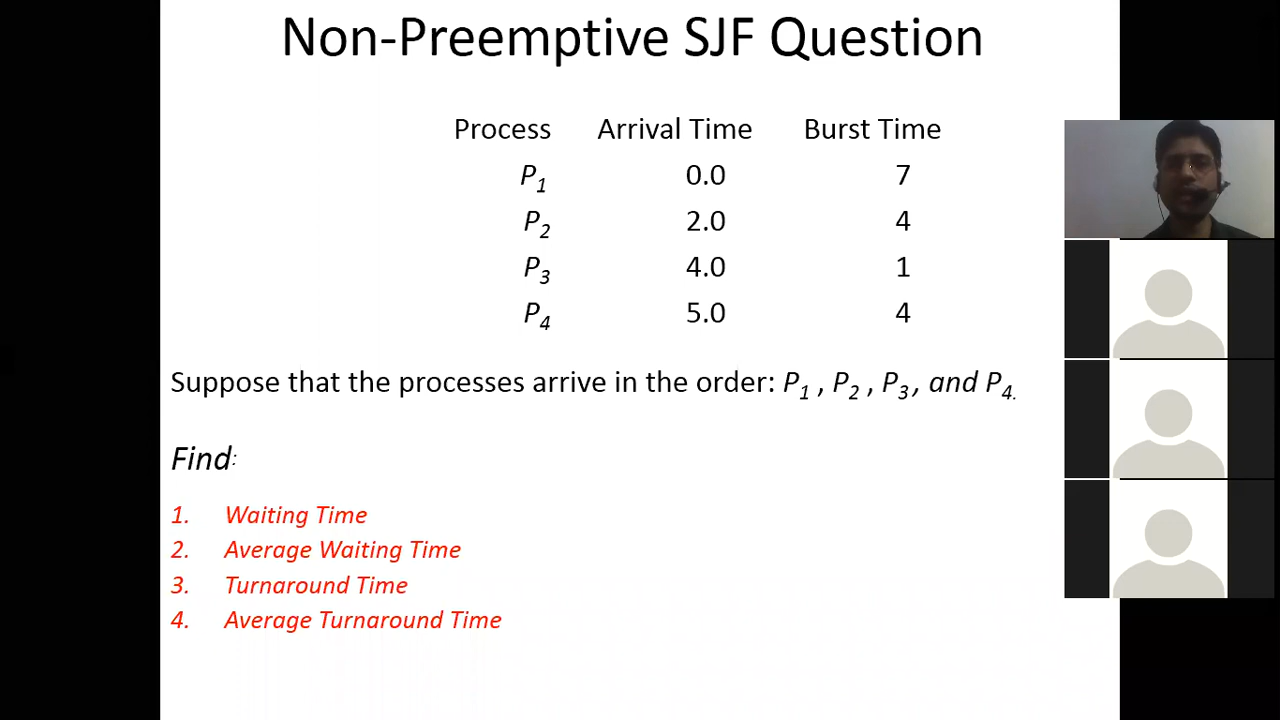 Non-Preemptive SJF Question
Process Arrival Time Burst Time
P1 0.0 7
P2 2.0 4
P3 4.0 1
P4 5.0 4
Suppose that the processes arrive in the order: P1 , P2 , P3, and P4.
Find:
1. Waiting Time
2. Average Waiting Time
3. Turnaround Time
4. Average Turnaround Time